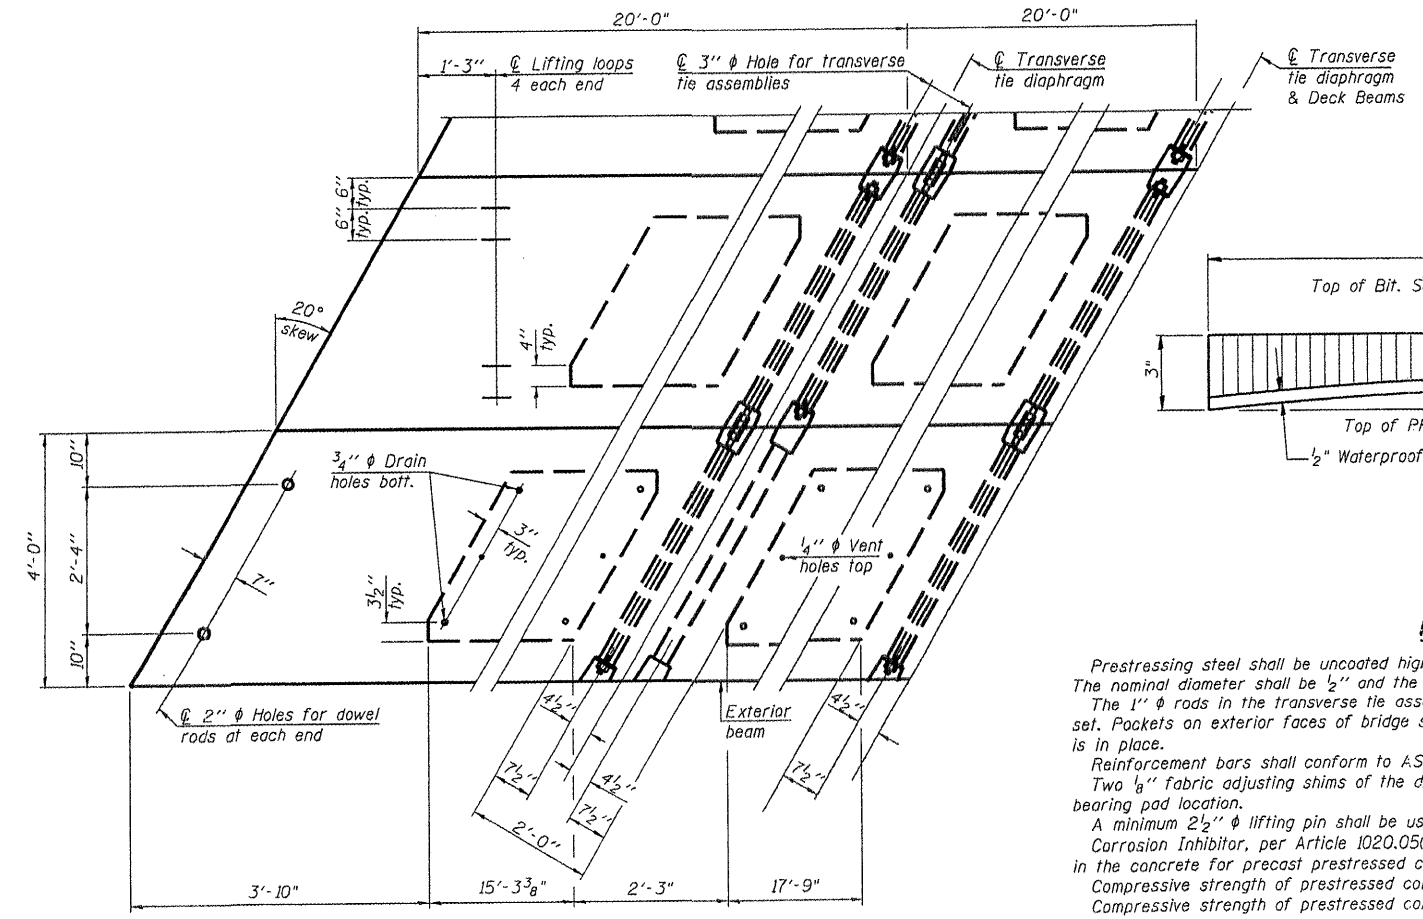 20'-0"
20'-0"
1'-3"
℄ Lifting loops
4 each end
℄ 3" ϕ Hole for transverse
tie assemblies
℄ Transverse
tie diaphragm
℄ Transverse
tie diaphragm
& Deck Beams
6" typ.
6" typ.
20°
skew
4"
typ.
Top of Bit. S
3"
Top of P
½" Waterproof
10"
2'-4"
10"
4'-0"
¾" ϕ Drain
holes bott.
3"
typ.
3½"
typ.
7"
¼" ϕ Vent
holes top
℄ 2" ϕ Holes for dowel
rods at each end
Exterior
beam
4½"
7½"
4½"
7½"
2'-0"
4½"
7½"
3'-10"
15'-3⅜"
2'-3"
17'-9"
Prestressing steel shall be uncoated hig
The nominal diameter shall be ½" and the
The 1" ϕ rods in the transverse tie ass
set. Pockets on exterior faces of bridge s
is in place.
Reinforcement bars shall conform to AS
Two ⅛" fabric adjusting shims of the d
bearing pad location.
A minimum 2½" ϕ lifting pin shall be us
Corrosion Inhibitor, per Article 1020.05
in the concrete for precast prestressed c
Compressive strength of prestressed co
Compressive strength of prestressed co